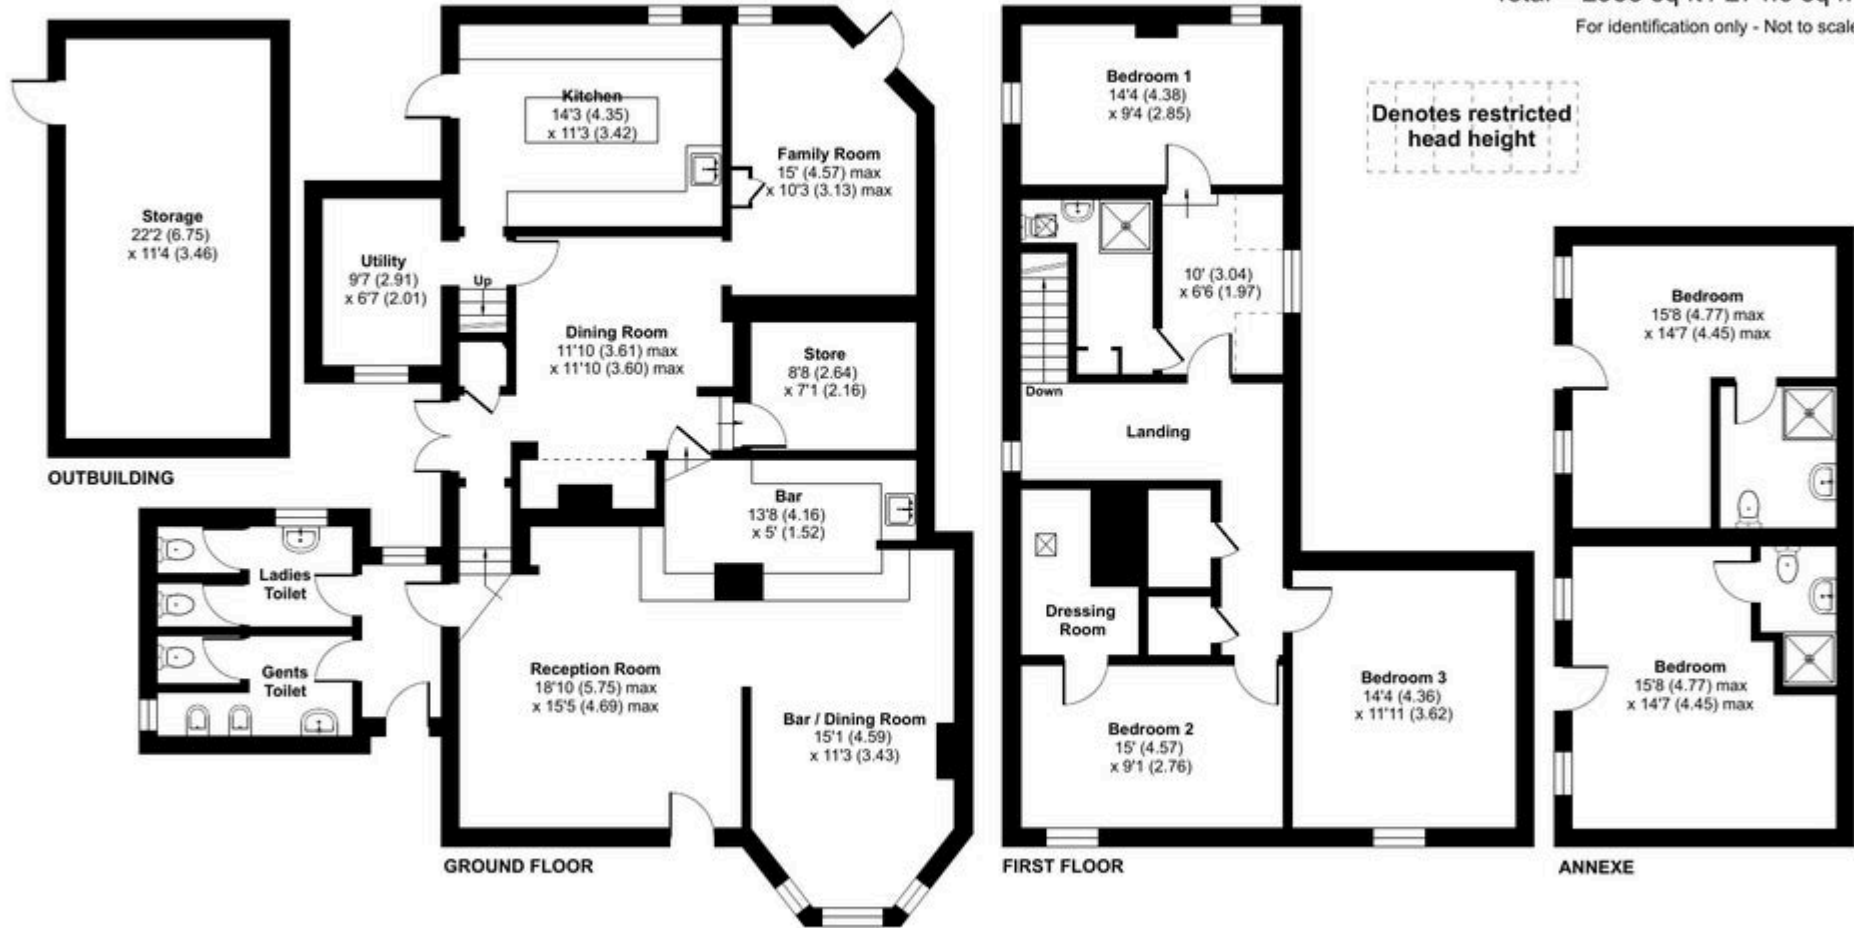 For identification only - Not to scale
Denotes restricted
head height
Storage
22'2 (6.75)
x 11'4 (3.46)
OUTBUILDING
Kitchen
14'3 (4.35)
x 11'3 (3.42)
Family Room
15' (4.57) max
x 10'3 (3.13) max
Utility
9'7 (2.91)
x 6'7 (2.01)
Up
Dining Room
11'10 (3.61) max
x 11'10 (3.60) max
Store
8'8 (2.64)
x 7'1 (2.16)
Bar
13'8 (4.16)
x 5' (1.52)
Ladies
Toilet
Gents
Toilet
Reception Room
18'10 (5.75) max
x 15'5 (4.69) max
Bar / Dining Room
15'1 (4.59)
x 11'3 (3.43)
GROUND FLOOR
Bedroom 1
14'4 (4.38)
x 9'4 (2.85)
10' (3.04)
x 6'6 (1.97)
Down
Landing
Dressing
Room
Bedroom 2
15' (4.57)
x 9'1 (2.76)
Bedroom 3
14'4 (4.36)
x 11'11 (3.62)
FIRST FLOOR
Bedroom
15'8 (4.77) max
x 14'7 (4.45) max
Bedroom
15'8 (4.77) max
x 14'7 (4.45) max
ANNEXE